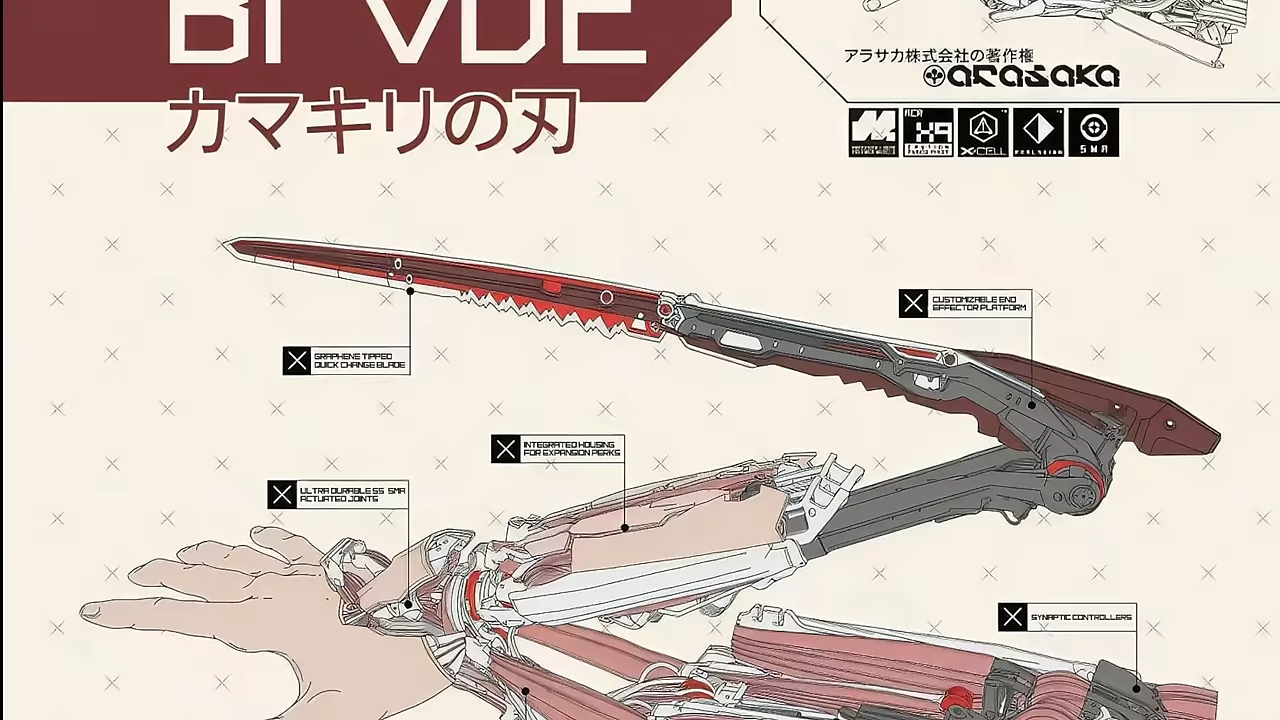 BLVDE
カマキリの刃
アラサカ株式会社の著作権
arasaka
X9
X-CELL
SMA
CUSTOMIZABLE END
EFFECTOR PLATFORM
GRAPHENE TIPPED
QUICK CHANGE BLADE
INTEGRATED HOUSING
FOR EXPANSION PERKS
ULTRA DURABLE SS SMA
ACTUATED JOINTS
SYNAPTIC CONTROLLERS